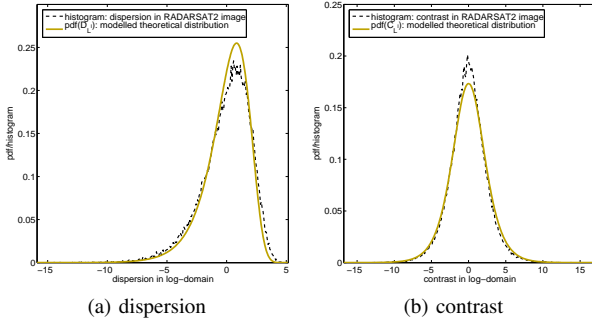 histogram: dispersion in RADARSAT2 image
pdf(D_L^i): modelled theoretical distribution
0.25
0.2
0.15
0.1
0.05
0
pdf/histogram
−15 −10 −5 0 5
dispersion in log−domain
(a) dispersion
histogram: contrast in RADARSAT2 image
pdf(C_L^i): modelled theoretical distribution
0.25
0.2
0.15
0.1
0.05
0
pdf/histogram
−15 −10 −5 0 5 10 15
contrast in log−domain
(b) contrast